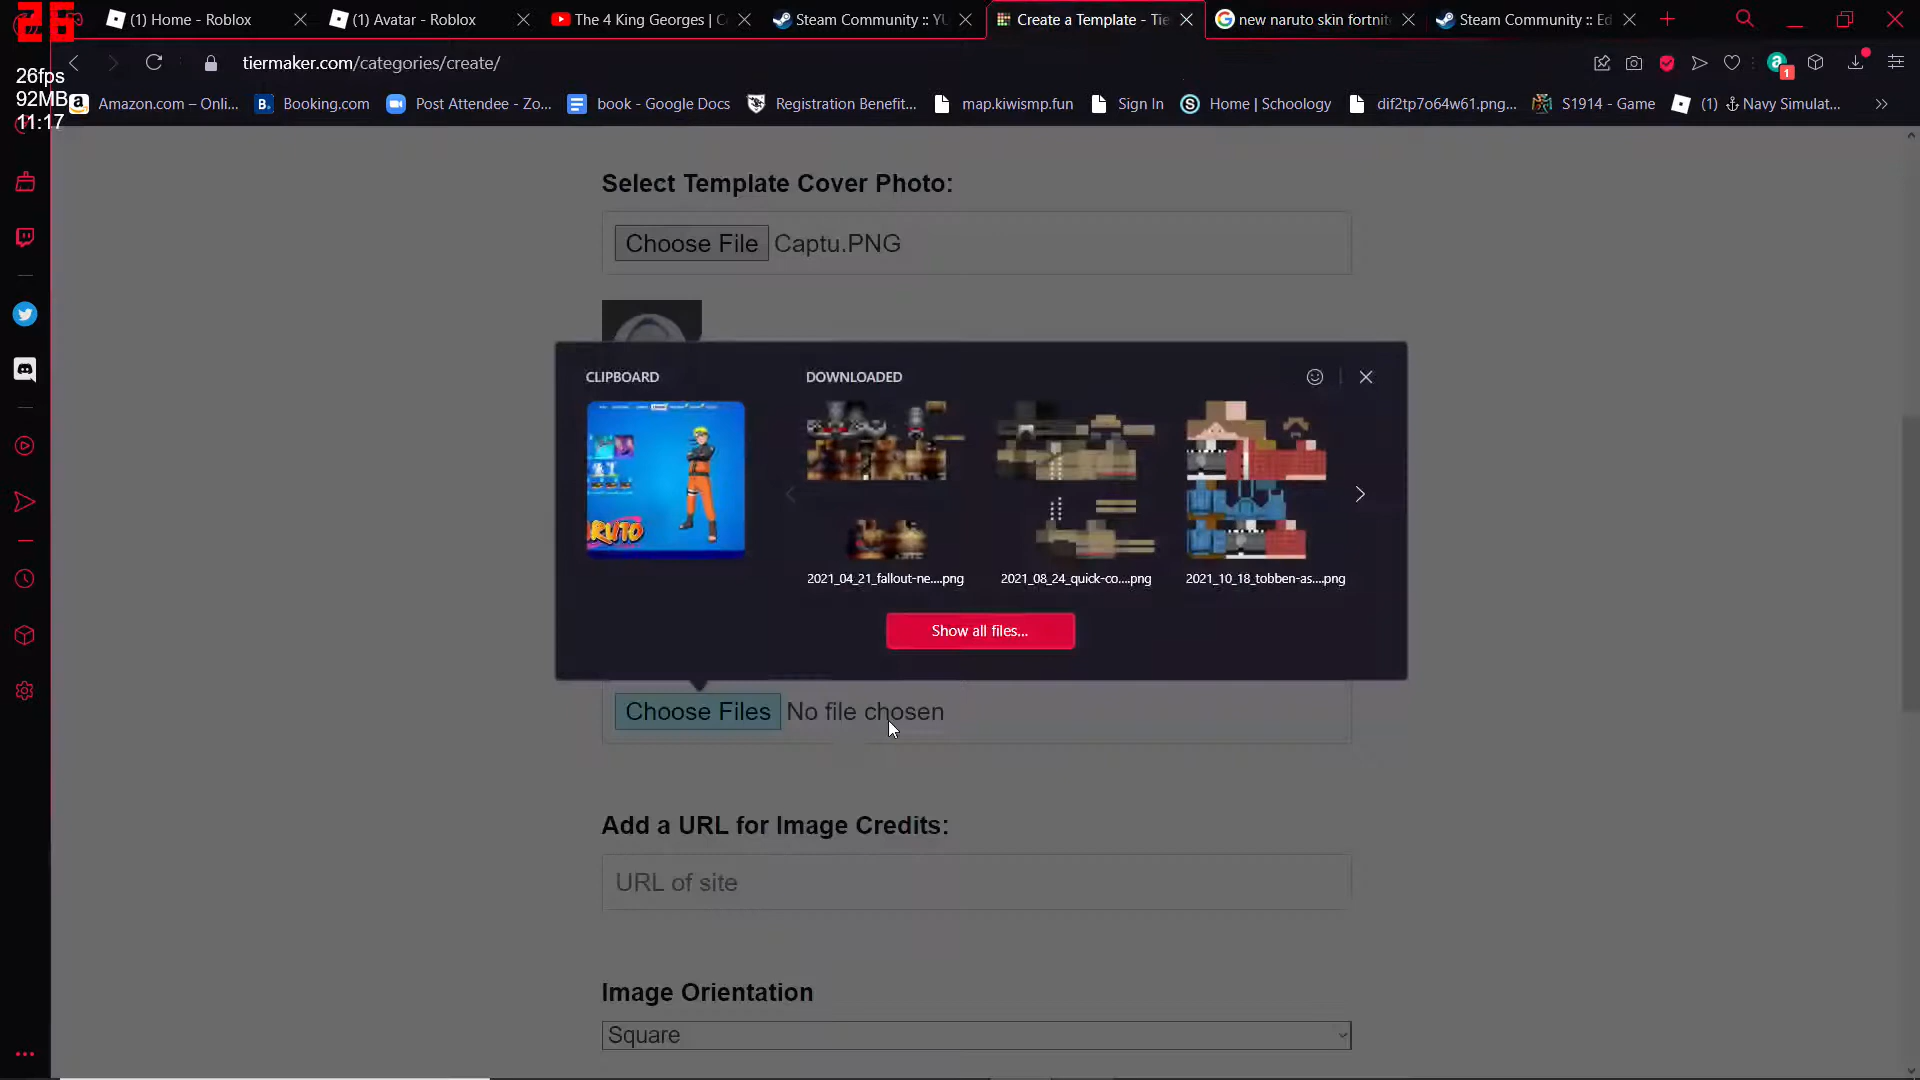 26
(1) Home - Roblox
(1) Avatar - Roblox
The 4 King Georges | C
Steam Community :: YU
Create a Template - Tie
new naruto skin fortnit
Steam Community :: Ed
26fps
92MB
11:17
tiermaker.com/categories/create/
1
Amazon.com – Onli...
Booking.com
Post Attendee - Zo...
book - Google Docs
Registration Benefit...
map.kiwismp.fun
Sign In
Home | Schoology
dif2tp7o64w61.png...
S1914 - Game
(1) ⚓ Navy Simulat...
Select Template Cover Photo:
Choose File Captu.PNG
CLIPBOARD
DOWNLOADED
2021_04_21_fallout-ne....png
2021_08_24_quick-co....png
2021_10_18_tobben-as....png
Show all files...
Choose Files No file chosen
Add a URL for Image Credits:
URL of site
Image Orientation
Square